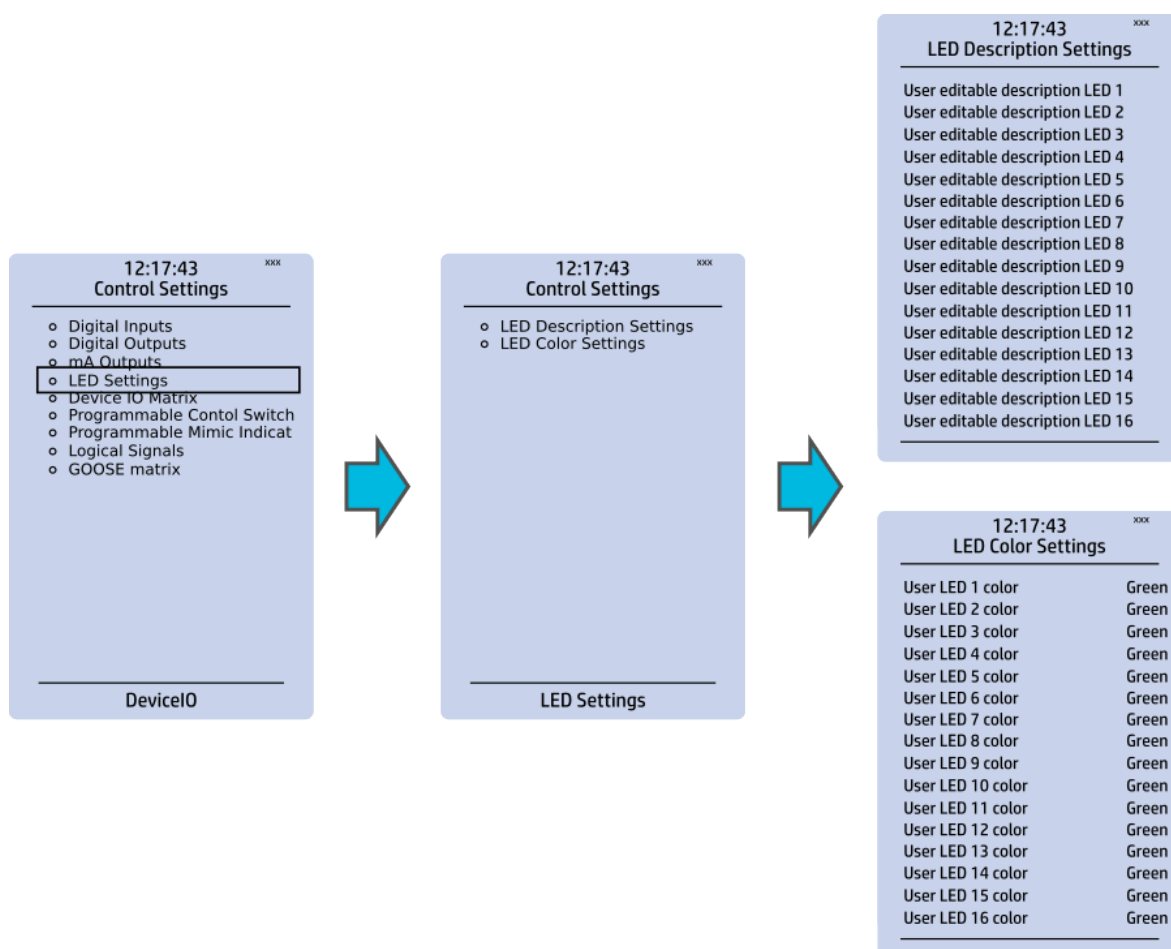 12:17:43 xxx
Control Settings
Digital Inputs
Digital Outputs
mA Outputs
LED Settings
Device IO Matrix
Programmable Contol Switch
Programmable Mimic Indicat
Logical Signals
GOOSE matrix
DeviceIO
12:17:43 xxx
Control Settings
LED Description Settings
LED Color Settings
LED Settings
12:17:43 xxx
LED Description Settings
User editable description LED 1
User editable description LED 2
User editable description LED 3
User editable description LED 4
User editable description LED 5
User editable description LED 6
User editable description LED 7
User editable description LED 8
User editable description LED 9
User editable description LED 10
User editable description LED 11
User editable description LED 12
User editable description LED 13
User editable description LED 14
User editable description LED 15
User editable description LED 16
12:17:43 xxx
LED Color Settings
User LED 1 color Green
User LED 2 color Green
User LED 3 color Green
User LED 4 color Green
User LED 5 color Green
User LED 6 color Green
User LED 7 color Green
User LED 8 color Green
User LED 9 color Green
User LED 10 color Green
User LED 11 color Green
User LED 12 color Green
User LED 13 color Green
User LED 14 color Green
User LED 15 color Green
User LED 16 color Green